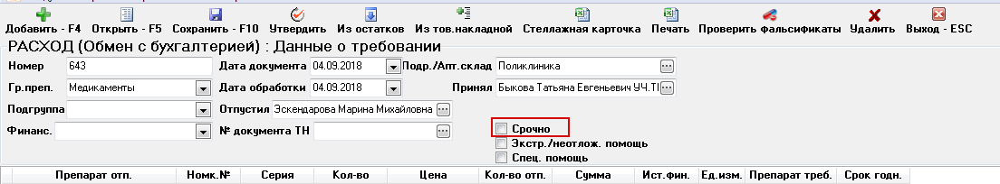 Добавить - F4 Открыть - F5 Сохранить - F10 Утвердить Из остатков Из тов.накладной Стеллажная карточка Печать Проверить фальсификаты Удалить Выход - ESC
РАСХОД (Обмен с бухгалтерией) : Данные о требовании
Номер 643 Дата документа 04.09.2018 Подр./Апт.склад Поликлиника
Гр.преп. Медикаменты Дата обработки 04.09.2018 Принял Быкова Татьяна Евгеньевич УЧ.ТЕ
Подгруппа Отпустил Эскендарова Марина Михайловна
Финанс. № документа ТН Срочно
Экстр./неотлож. помощь
Спец. помощь
Препарат отп. Номк.№ Серия Кол-во Цена Кол-во отп. Сумма Ист.фин. Ед.изм. Препарат треб. Срок годн.